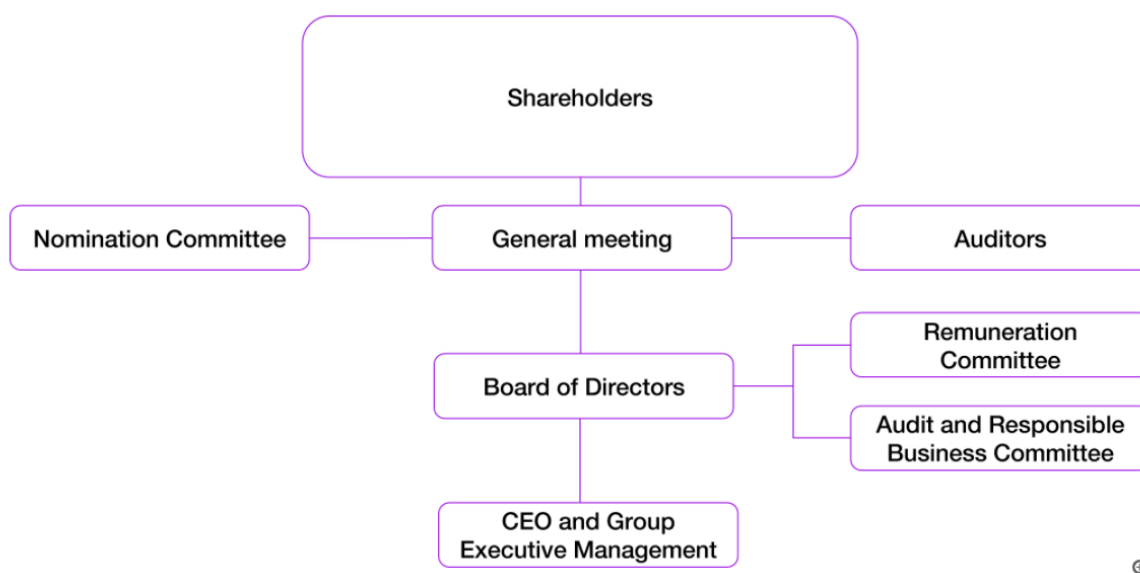 Shareholders
Nomination Committee
General meeting
Auditors
Remuneration
Committee
Board of Directors
Audit and Responsible
Business Committee
CEO and Group
Executive Management